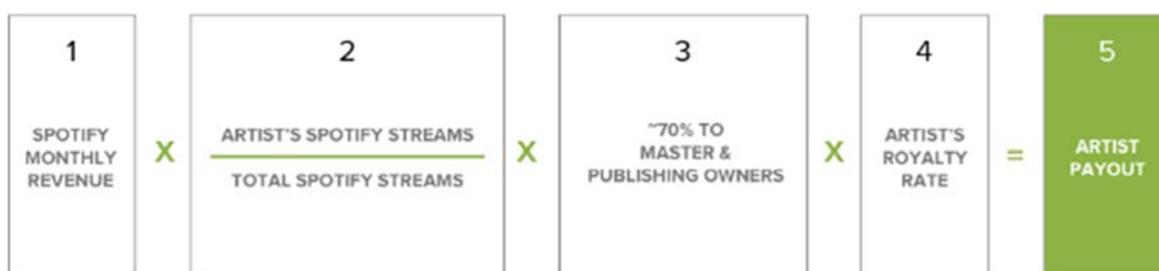 1
SPOTIFY
MONTHLY
REVENUE
X
2
ARTIST'S SPOTIFY STREAMS
TOTAL SPOTIFY STREAMS
X
3
~70% TO
MASTER &
PUBLISHING OWNERS
X
4
ARTIST'S
ROYALTY
RATE
=
5
ARTIST
PAYOUT